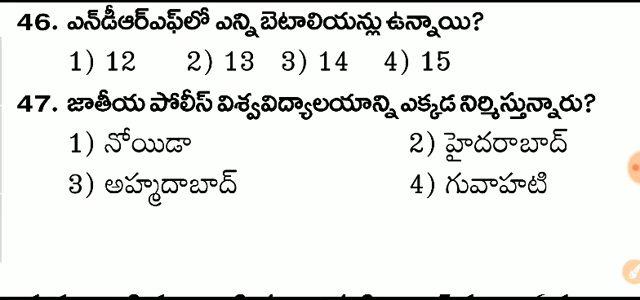 46. ఎన్‌డీఆర్ఎఫ్‌లో ఎన్ని బెటాలియన్లు ఉన్నాయి?
1) 12 2) 13 3) 14 4) 15
47. జాతీయ పోలీస్ విశ్వవిద్యాలయాన్ని ఎక్కడ నిర్మిస్తున్నారు?
1) నోయిడా 2) హైదరాబాద్
3) అహ్మదాబాద్ 4) గువాహటి